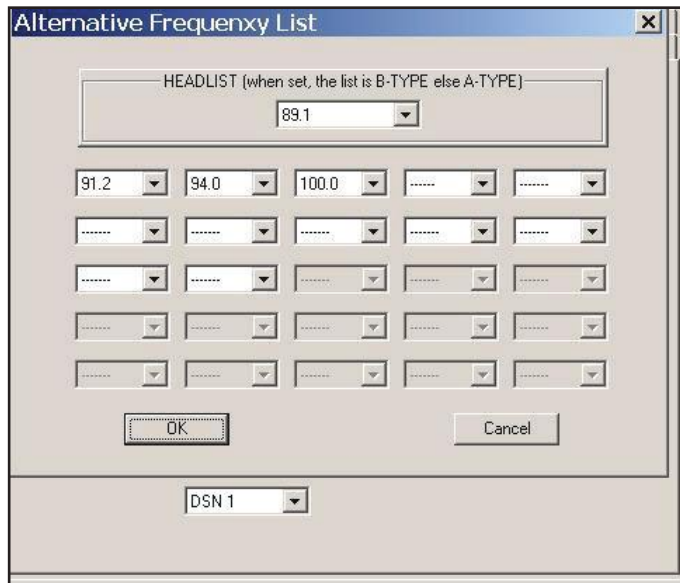 Alternative Frequenxy List
HEADLIST (when set, the list is B-TYPE else A-TYPE)
89.1
91.2 94.0 100.0 ------ ------
------ ------ ------ ------ ------
------ ------ ------ ------ ------
------ ------ ------ ------ ------
------ ------ ------ ------ ------
OK Cancel
DSN 1